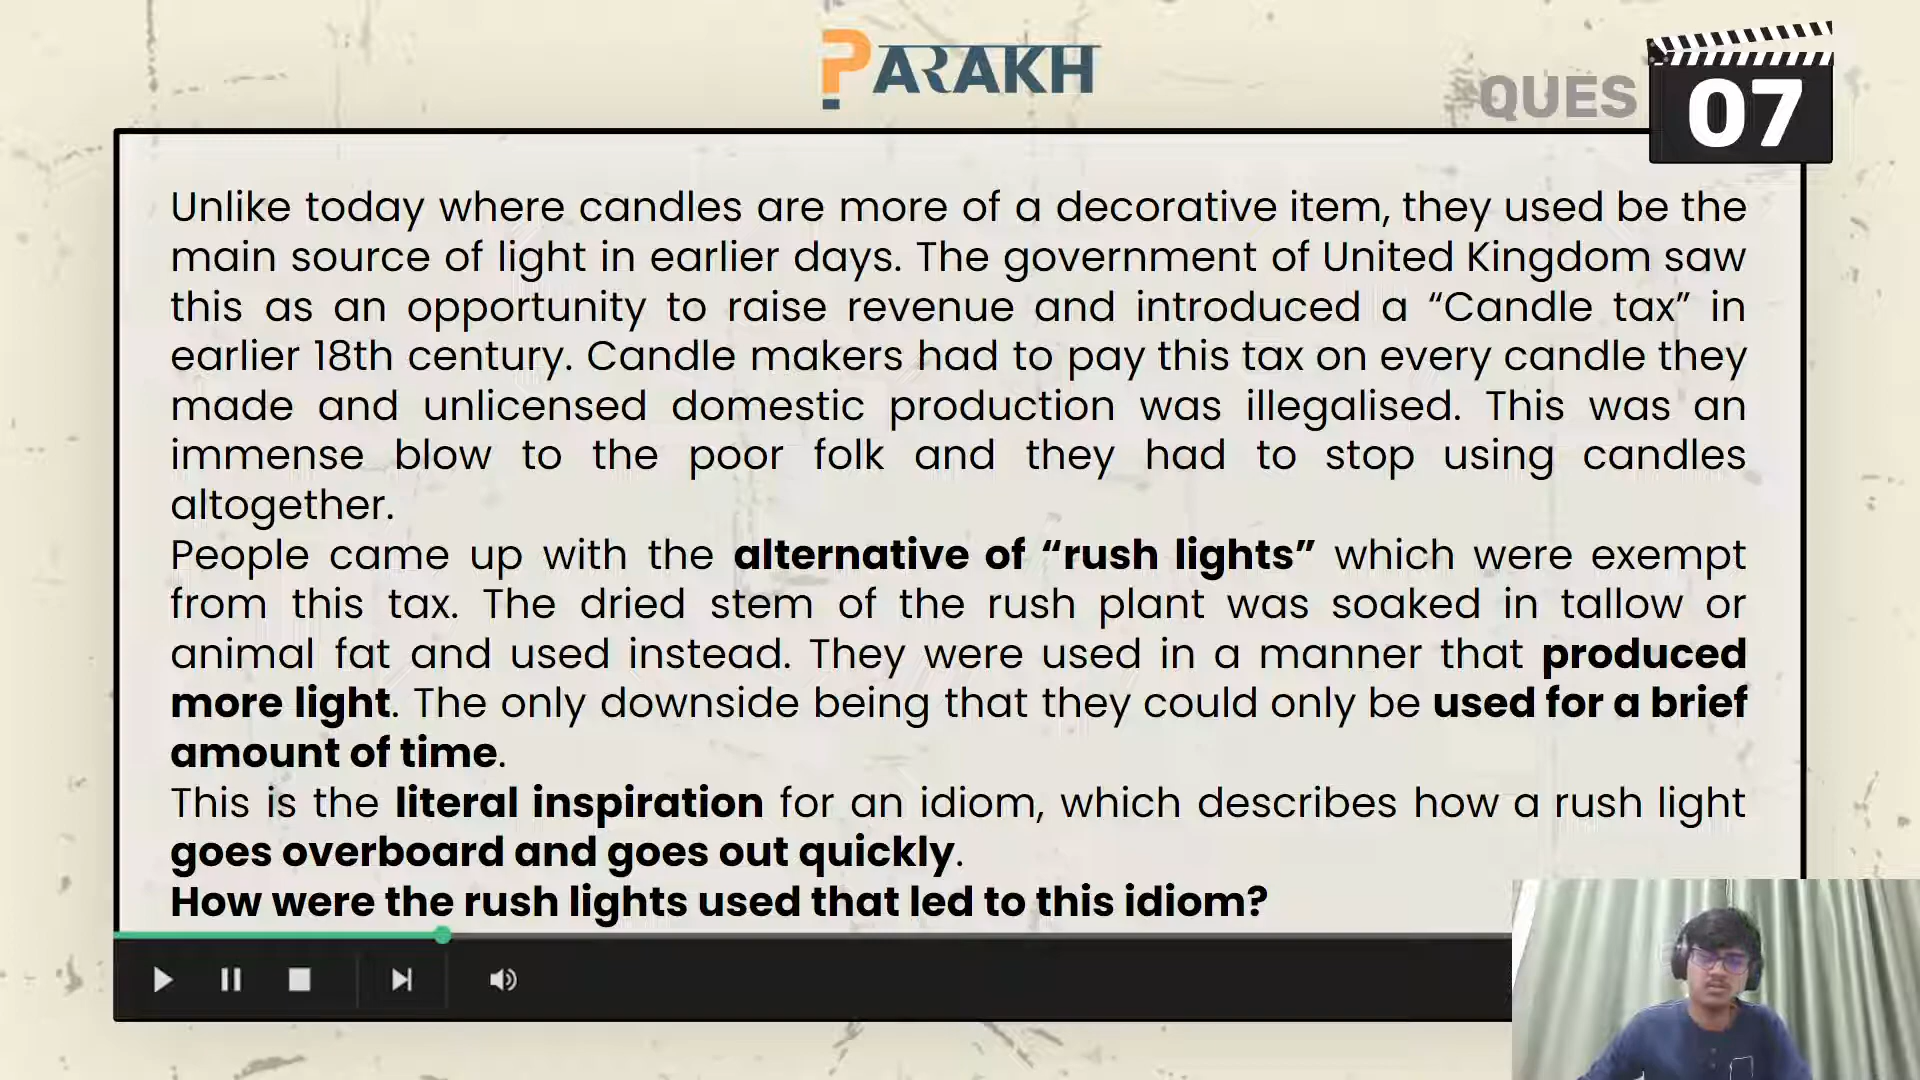 PARAKH
QUES 07
Unlike today where candles are more of a decorative item, they used be the
main source of light in earlier days. The government of United Kingdom saw
this as an opportunity to raise revenue and introduced a “Candle tax” in
earlier 18th century. Candle makers had to pay this tax on every candle they
made and unlicensed domestic production was illegalised. This was an
immense blow to the poor folk and they had to stop using candles
altogether.
People came up with the alternative of “rush lights” which were exempt
from this tax. The dried stem of the rush plant was soaked in tallow or
animal fat and used instead. They were used in a manner that produced
more light. The only downside being that they could only be used for a brief
amount of time.
This is the literal inspiration for an idiom, which describes how a rush light
goes overboard and goes out quickly.
How were the rush lights used that led to this idiom?